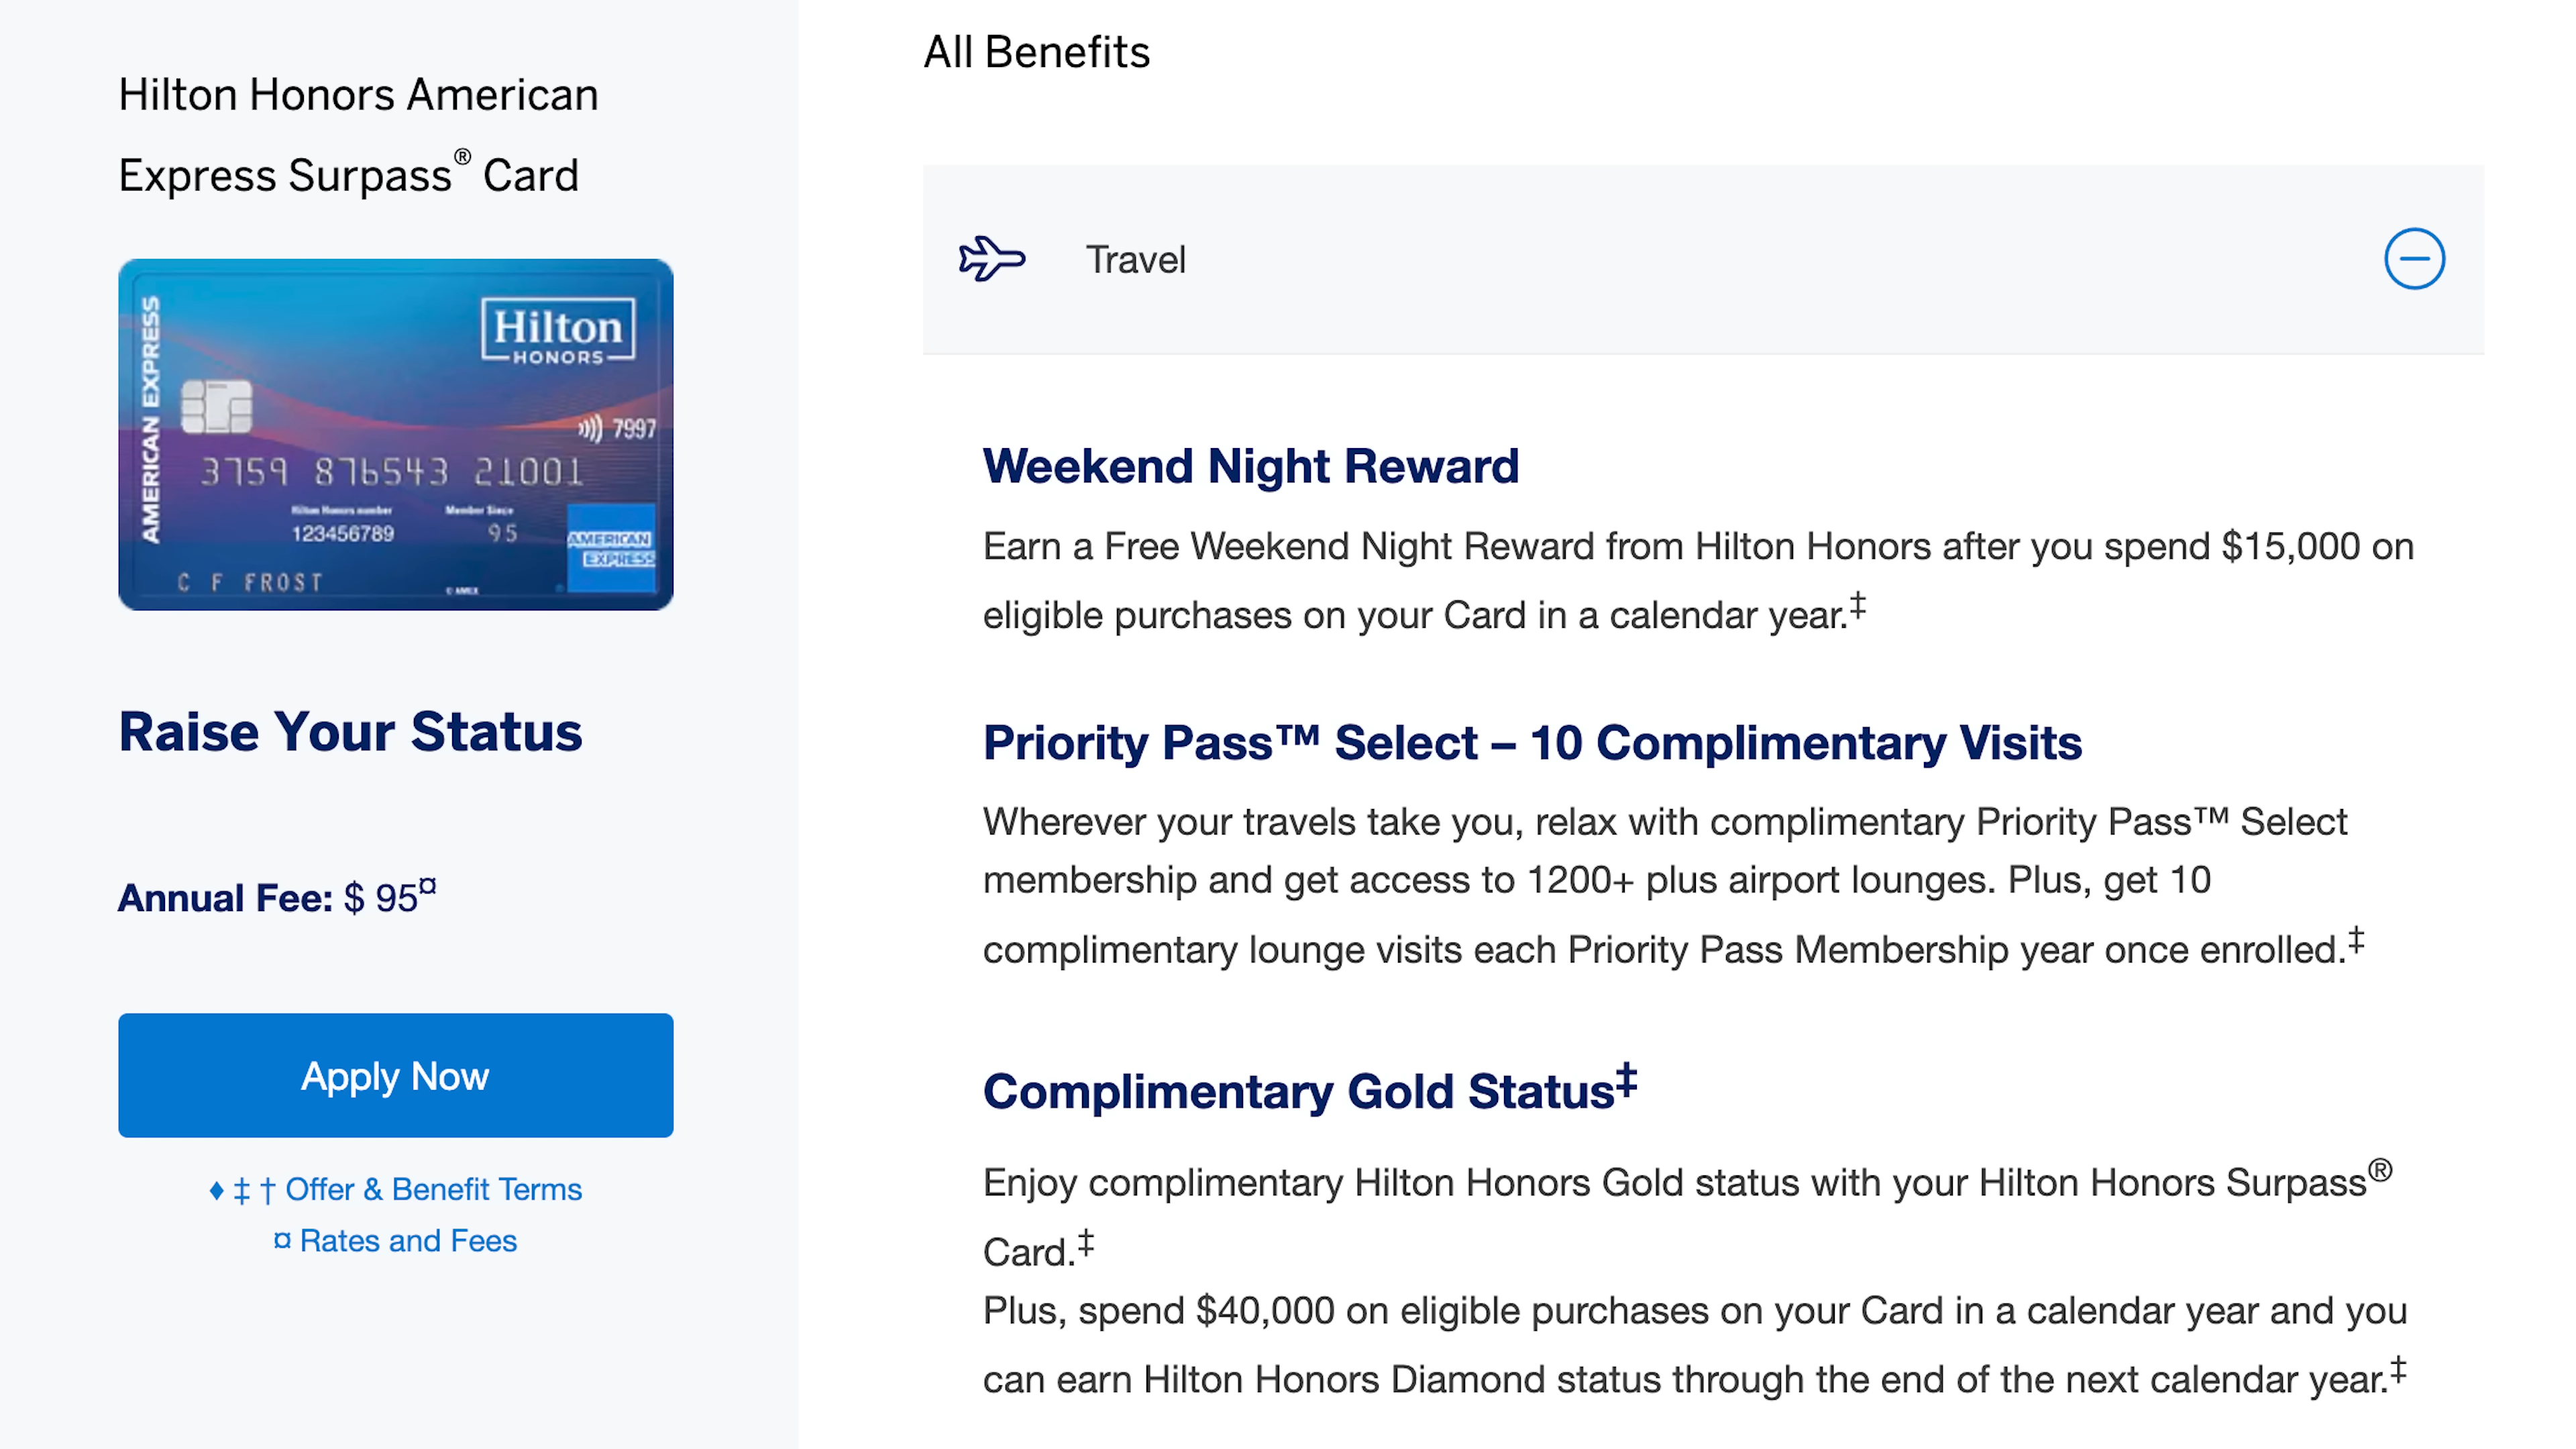 Hilton Honors American
Express Surpass® Card
AMERICAN EXPRESS
Hilton
HONORS
7997
3759 876543 21001
Hilton Honors number
Member Since
123456789
95
AMERICAN
EXPRESS
C F FROST
© AMEX
Raise Your Status
Annual Fee: $ 95¤
Apply Now
♦ ‡ † Offer & Benefit Terms
¤ Rates and Fees
All Benefits
Travel
Weekend Night Reward
Earn a Free Weekend Night Reward from Hilton Honors after you spend $15,000 on
eligible purchases on your Card in a calendar year.‡
Priority Pass™ Select – 10 Complimentary Visits
Wherever your travels take you, relax with complimentary Priority Pass™ Select
membership and get access to 1200+ plus airport lounges. Plus, get 10
complimentary lounge visits each Priority Pass Membership year once enrolled.‡
Complimentary Gold Status‡
Enjoy complimentary Hilton Honors Gold status with your Hilton Honors Surpass®
Card.‡
Plus, spend $40,000 on eligible purchases on your Card in a calendar year and you
can earn Hilton Honors Diamond status through the end of the next calendar year.‡